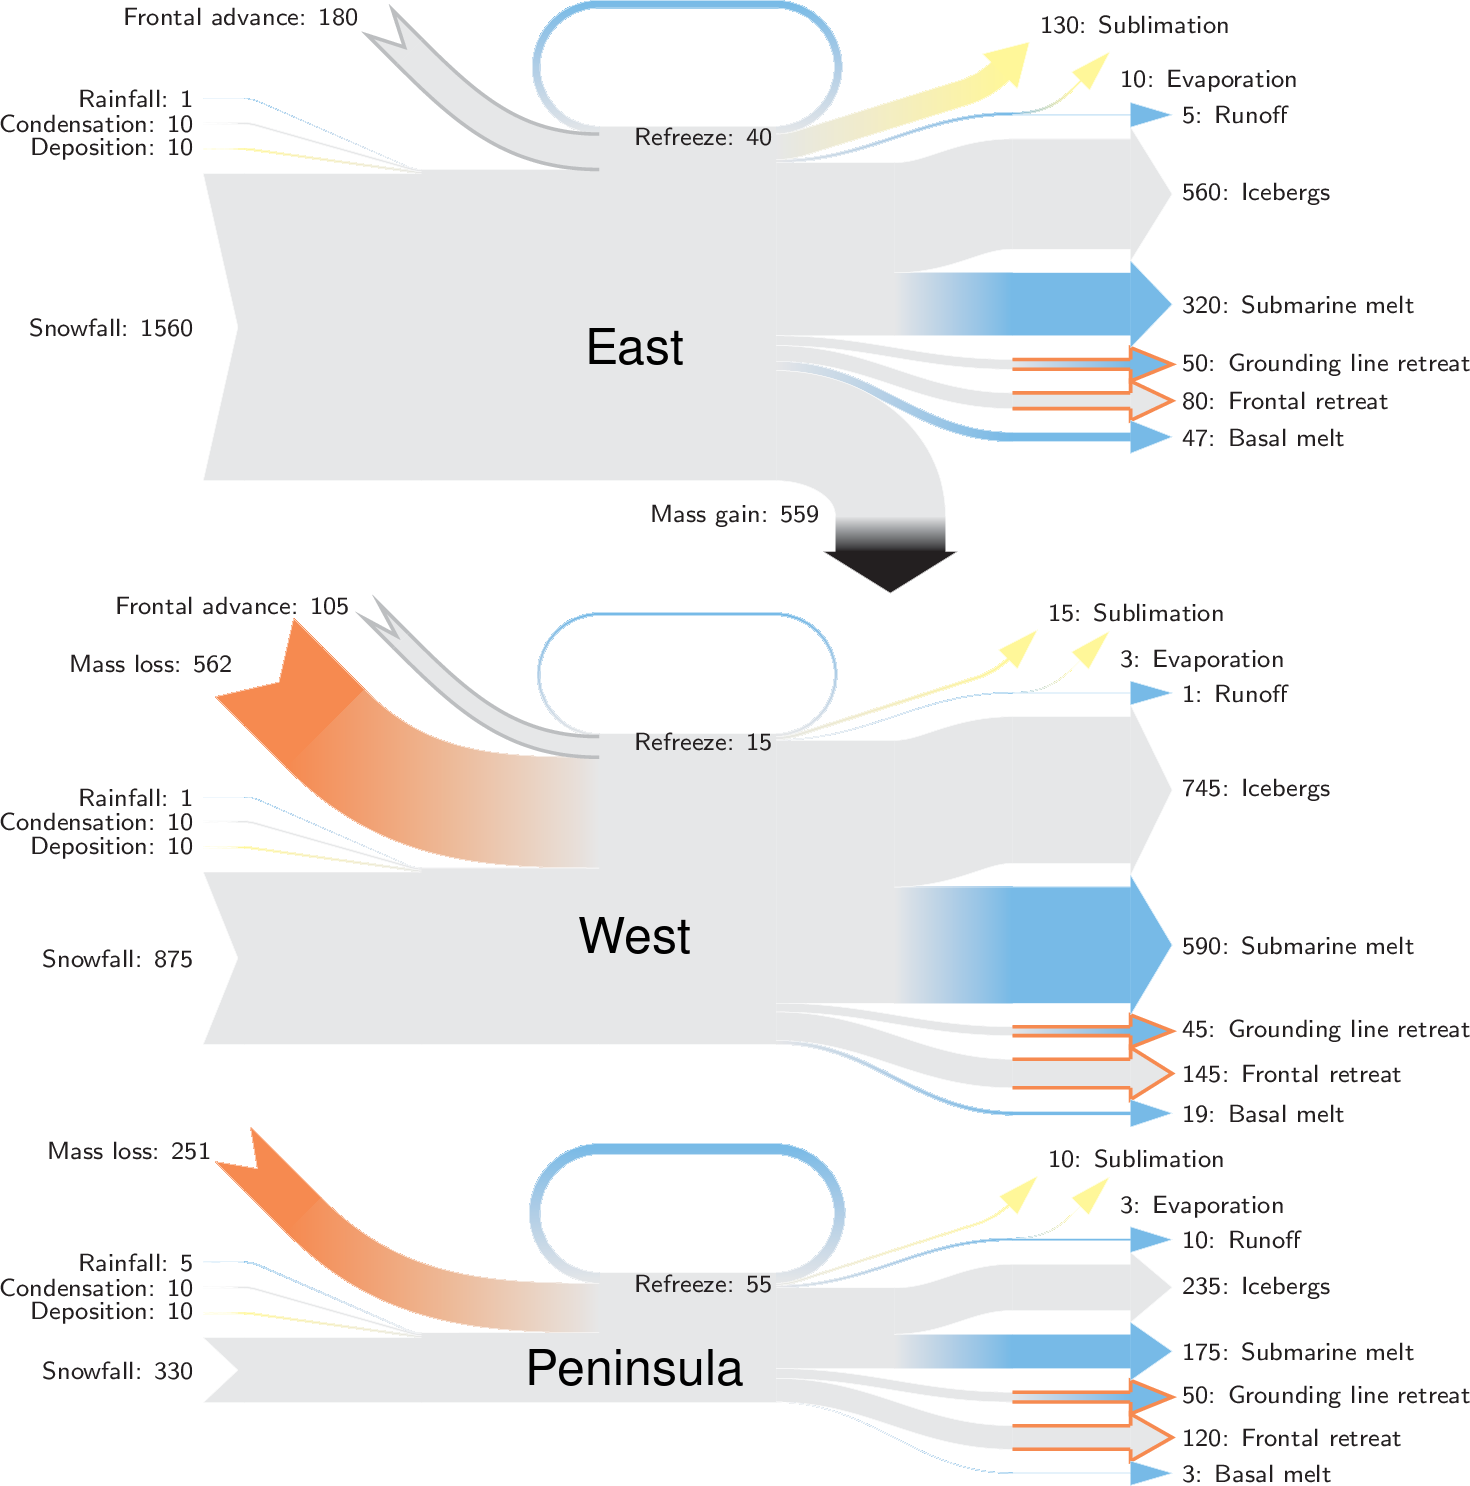 Frontal advance: 180
130: Sublimation
10: Evaporation
Rainfall: 1
5: Runoff
Condensation: 10
Refreeze: 40
Deposition: 10
560: Icebergs
320: Submarine melt
Snowfall: 1560
East
50: Grounding line retreat
80: Frontal retreat
47: Basal melt
Mass gain: 559
Frontal advance: 105
15: Sublimation
Mass loss: 562
3: Evaporation
1: Runoff
Refreeze: 15
745: Icebergs
Rainfall: 1
Condensation: 10
Deposition: 10
West
590: Submarine melt
Snowfall: 875
45: Grounding line retreat
145: Frontal retreat
19: Basal melt
Mass loss: 251
10: Sublimation
3: Evaporation
10: Runoff
Rainfall: 5
Refreeze: 55
235: Icebergs
Condensation: 10
Deposition: 10
175: Submarine melt
Snowfall: 330
Peninsula
50: Grounding line retreat
120: Frontal retreat
3: Basal melt